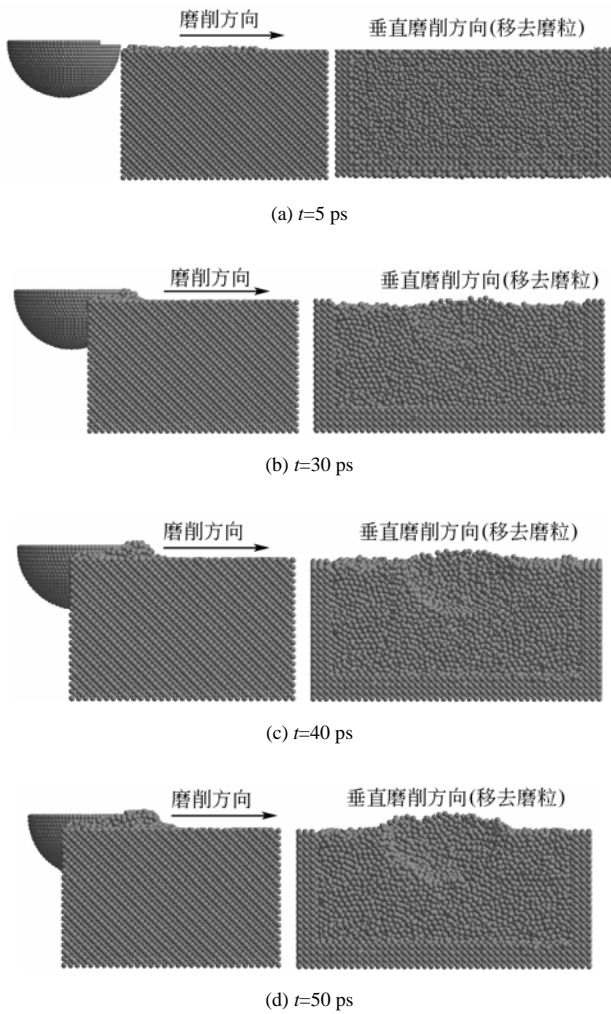 磨削方向
垂直磨削方向(移去磨粒)
(a) t=5 ps
磨削方向
垂直磨削方向(移去磨粒)
(b) t=30 ps
磨削方向
垂直磨削方向(移去磨粒)
(c) t=40 ps
磨削方向
垂直磨削方向(移去磨粒)
(d) t=50 ps